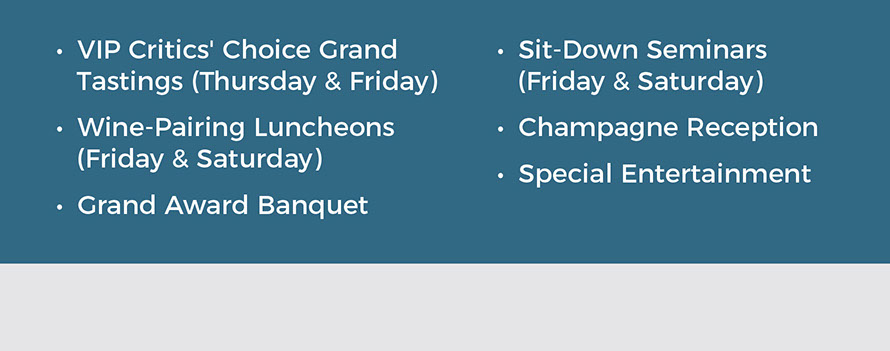 • VIP Critics' Choice Grand
Tastings (Thursday & Friday)
• Wine-Pairing Luncheons
(Friday & Saturday)
• Grand Award Banquet
• Sit-Down Seminars
(Friday & Saturday)
• Champagne Reception
• Special Entertainment